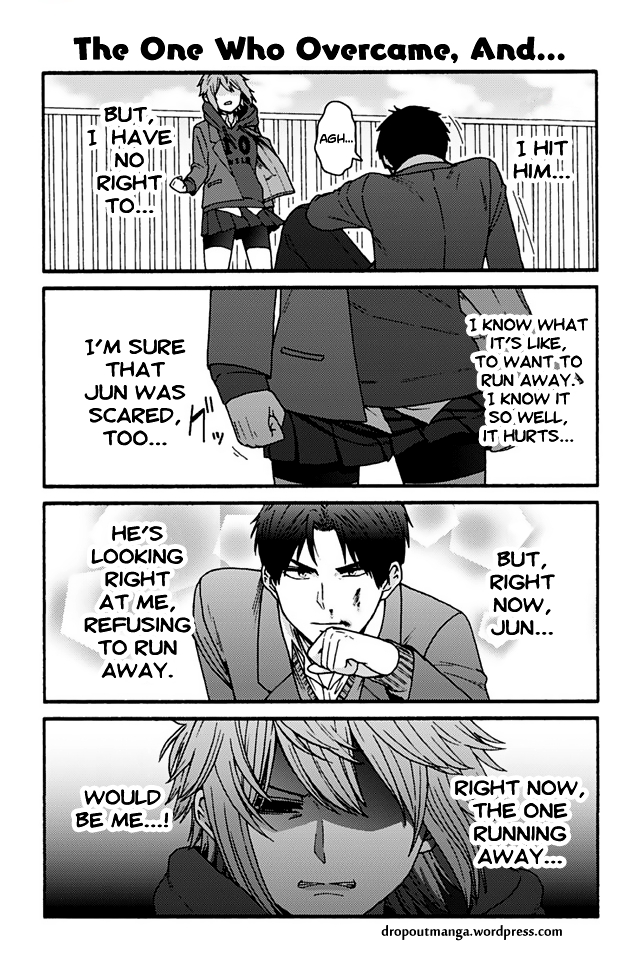 The One Who Overcame, And...
I HIT
HIM...
AGH...
BUT,
I HAVE
NO
RIGHT
TO...
I KNOW WHAT
IT'S LIKE,
TO WANT TO
RUN AWAY.
I KNOW IT
SO WELL,
IT HURTS...
I'M SURE
THAT
JUN WAS
SCARED,
TOO...
グッ
BUT,
RIGHT
NOW,
JUN...
HE'S
LOOKING
RIGHT
AT ME,
REFUSING
TO RUN
AWAY.
RIGHT NOW,
THE ONE
RUNNING
AWAY...
WOULD
BE ME...!
dropoutmanga.wordpress.com